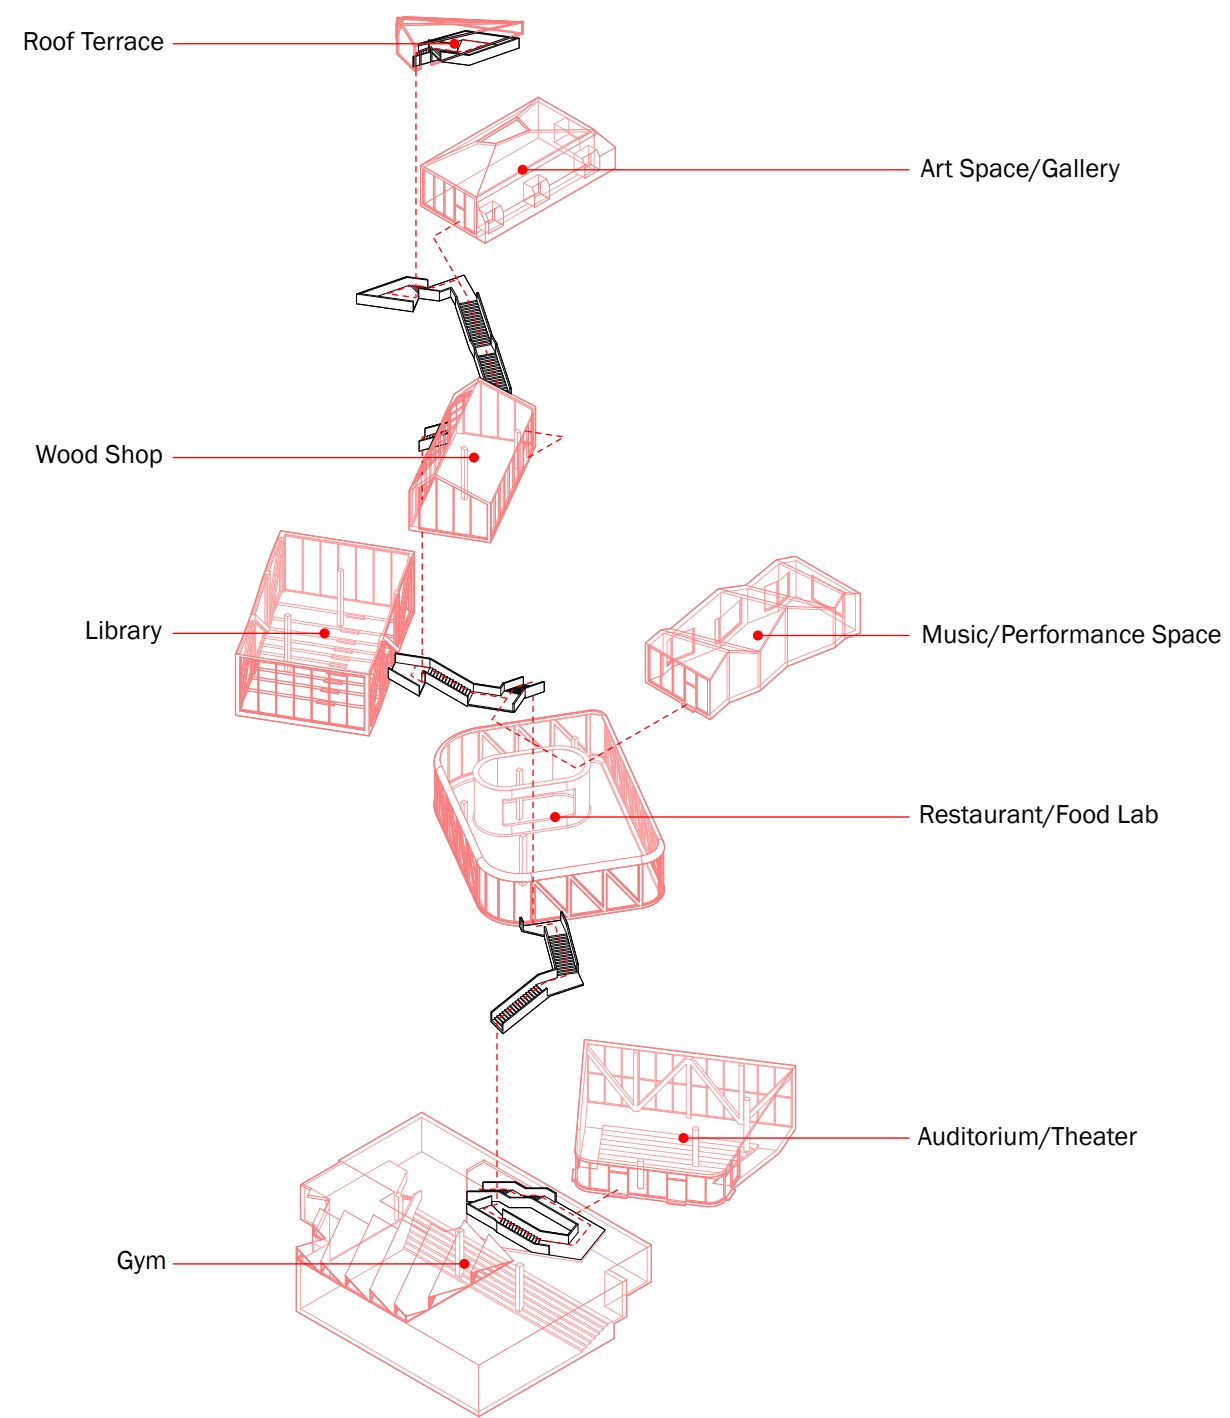 Roof Terrace
Art Space/Gallery
Wood Shop
Library
Music/Performance Space
Restaurant/Food Lab
Auditorium/Theater
Gym